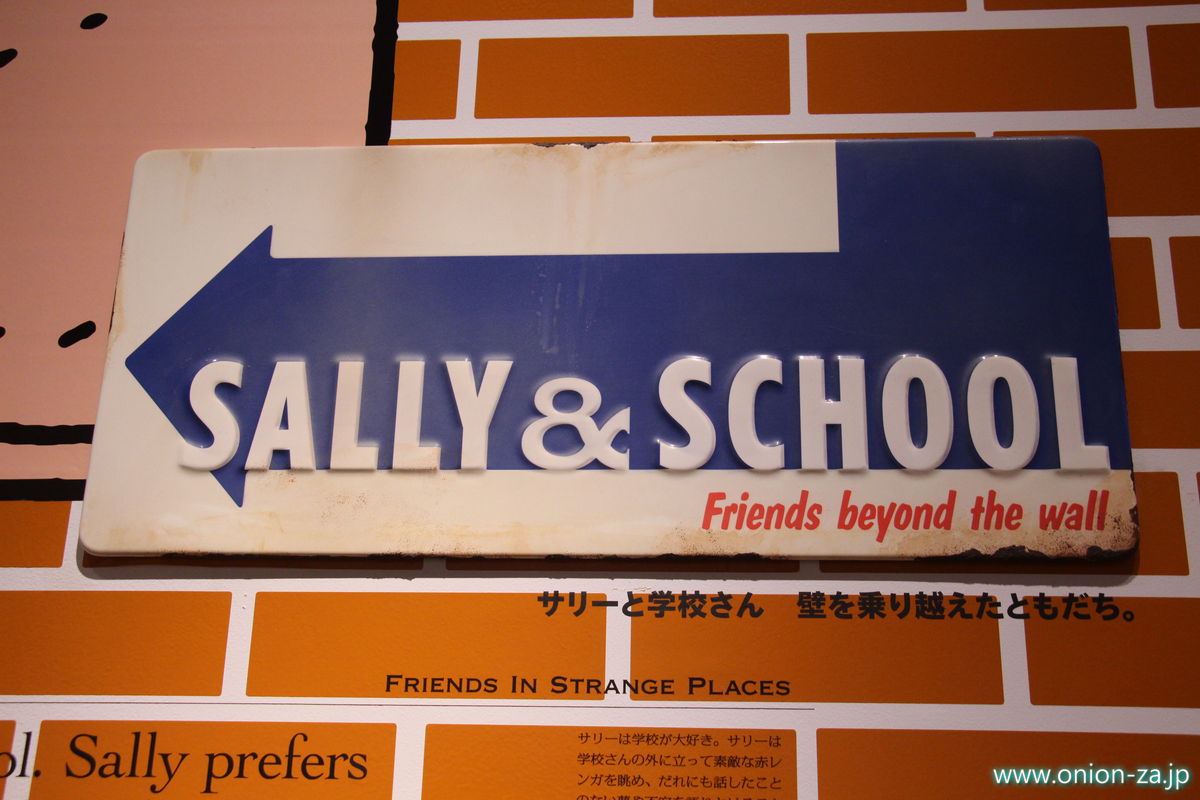 SALLY & SCHOOL
Friends beyond the wall
サリーと学校さん 壁を乗り越えたともだち。
FRIENDS IN STRANGE PLACES
ol. Sally prefers
サリーは学校が大好き。サリーは
学校さんの外に立って素敵な赤レ
ンガを眺め、だれにも話したこと
www.onion-za.jp